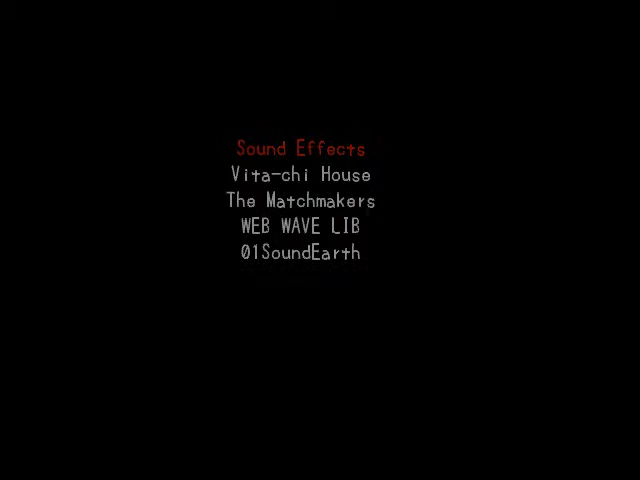 Sound Effects
Vita-chi House
The Matchmakers
WEB WAVE LIB
01SoundEarth